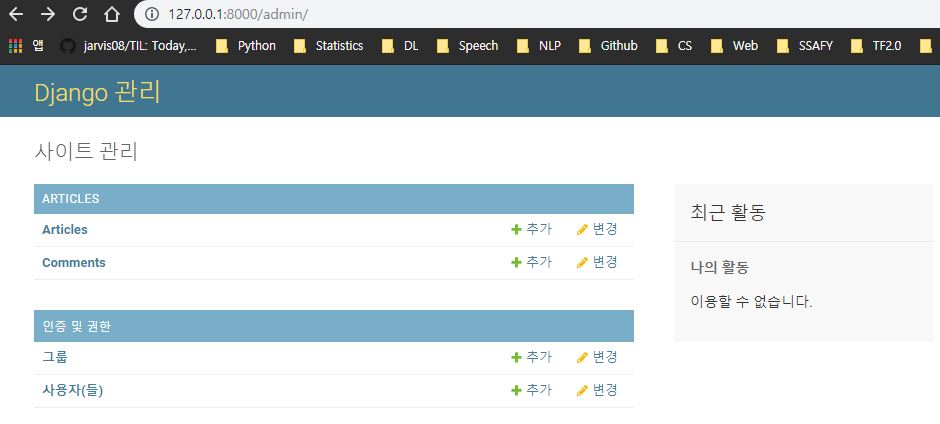 127.0.0.1:8000/admin/
앱 jarvis08/TIL: Today,... Python Statistics DL Speech NLP Github CS Web SSAFY TF2.0
Django 관리
사이트 관리
ARTICLES
Articles 추가 변경
Comments 추가 변경
인증 및 권한
그룹 추가 변경
사용자(들) 추가 변경
최근 활동
나의 활동
이용할 수 없습니다.